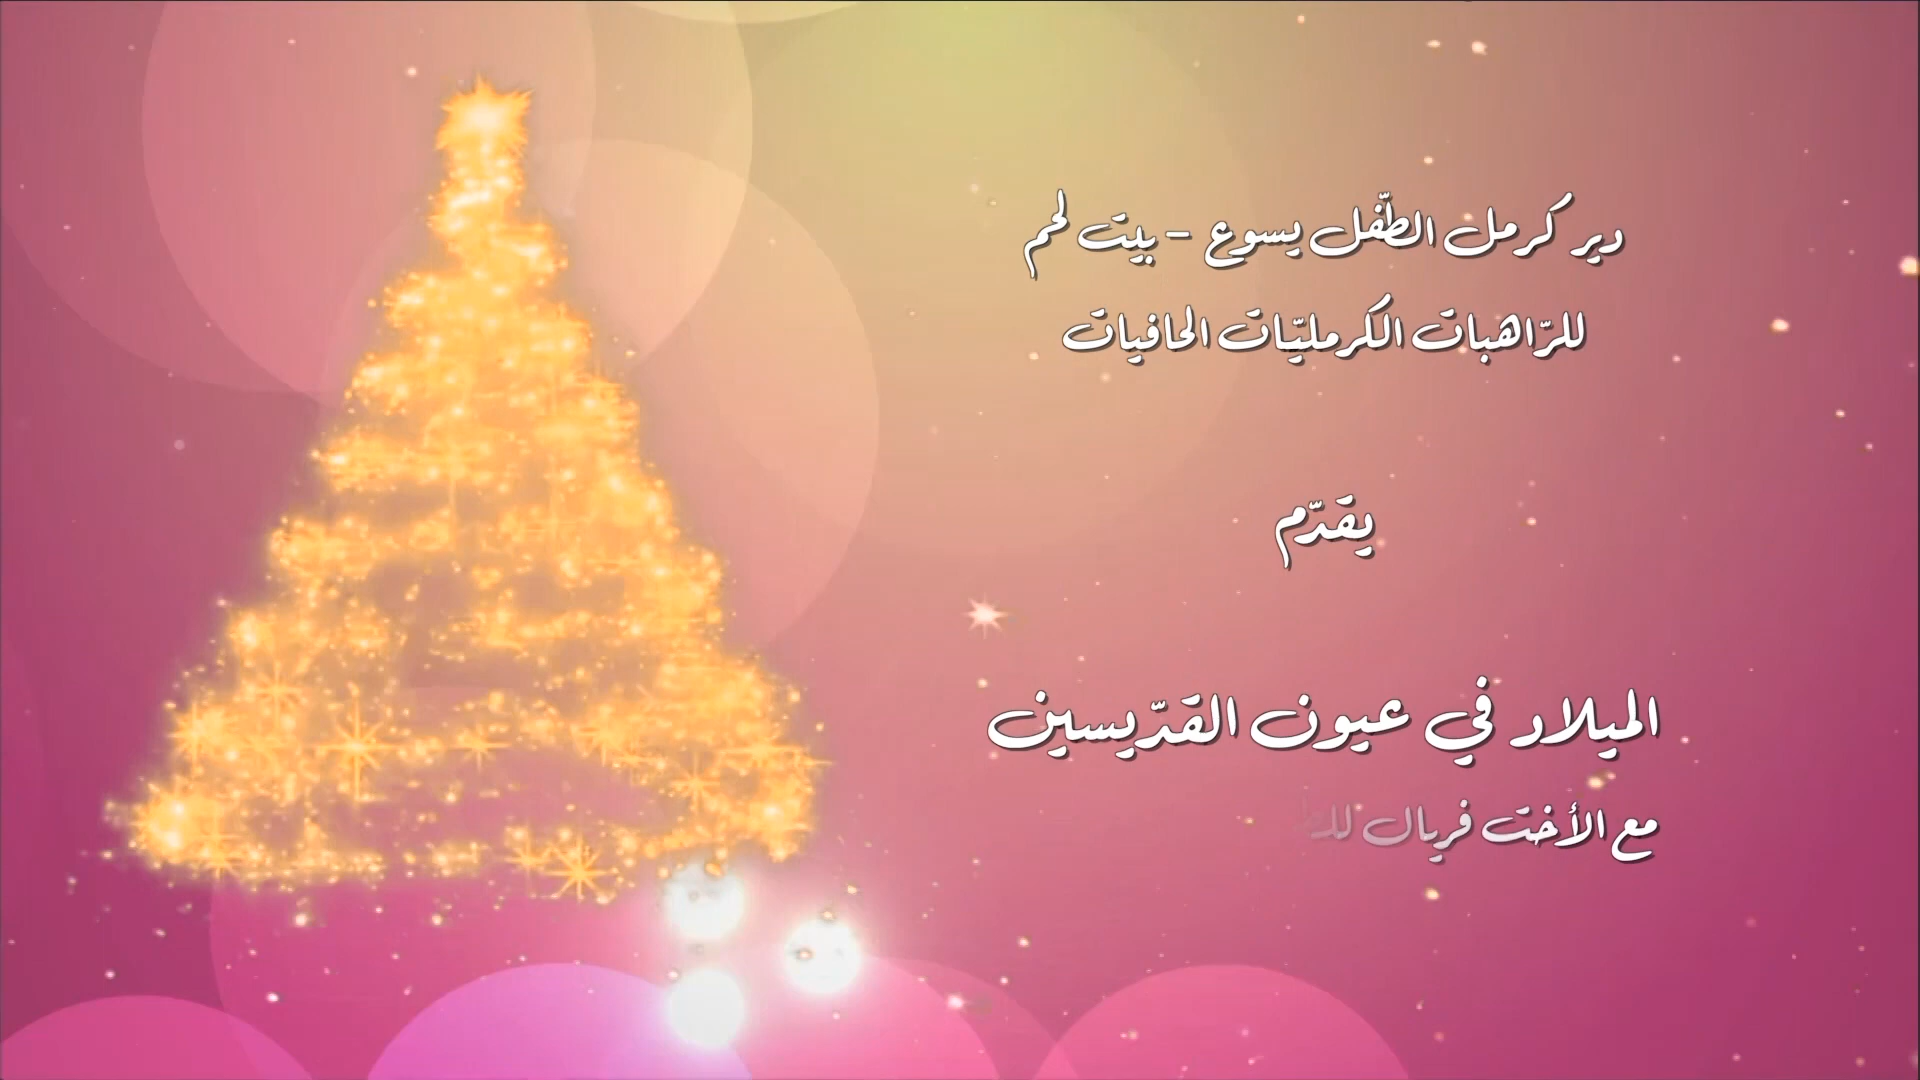 دير كرمل الطّفل يسوع - بيت لحم
للرّاهبات الكرمليّات الحافيات
يقدّم
الميلاد في عيون القدّيسين
مع الأخت فريال